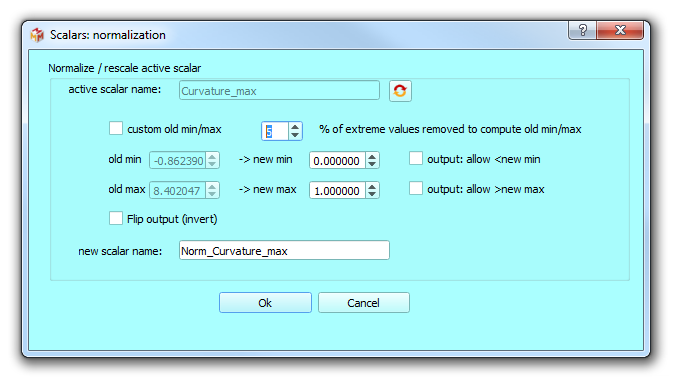 Scalars: normalization
Normalize / rescale active scalar
active scalar name: Curvature_max
custom old min/max 5 % of extreme values removed to compute old min/max
old min -0.862390 -> new min 0.000000 output: allow <new min
old max 8.402047 -> new max 1.000000 output: allow >new max
Flip output (invert)
new scalar name: Norm_Curvature_max
Ok Cancel